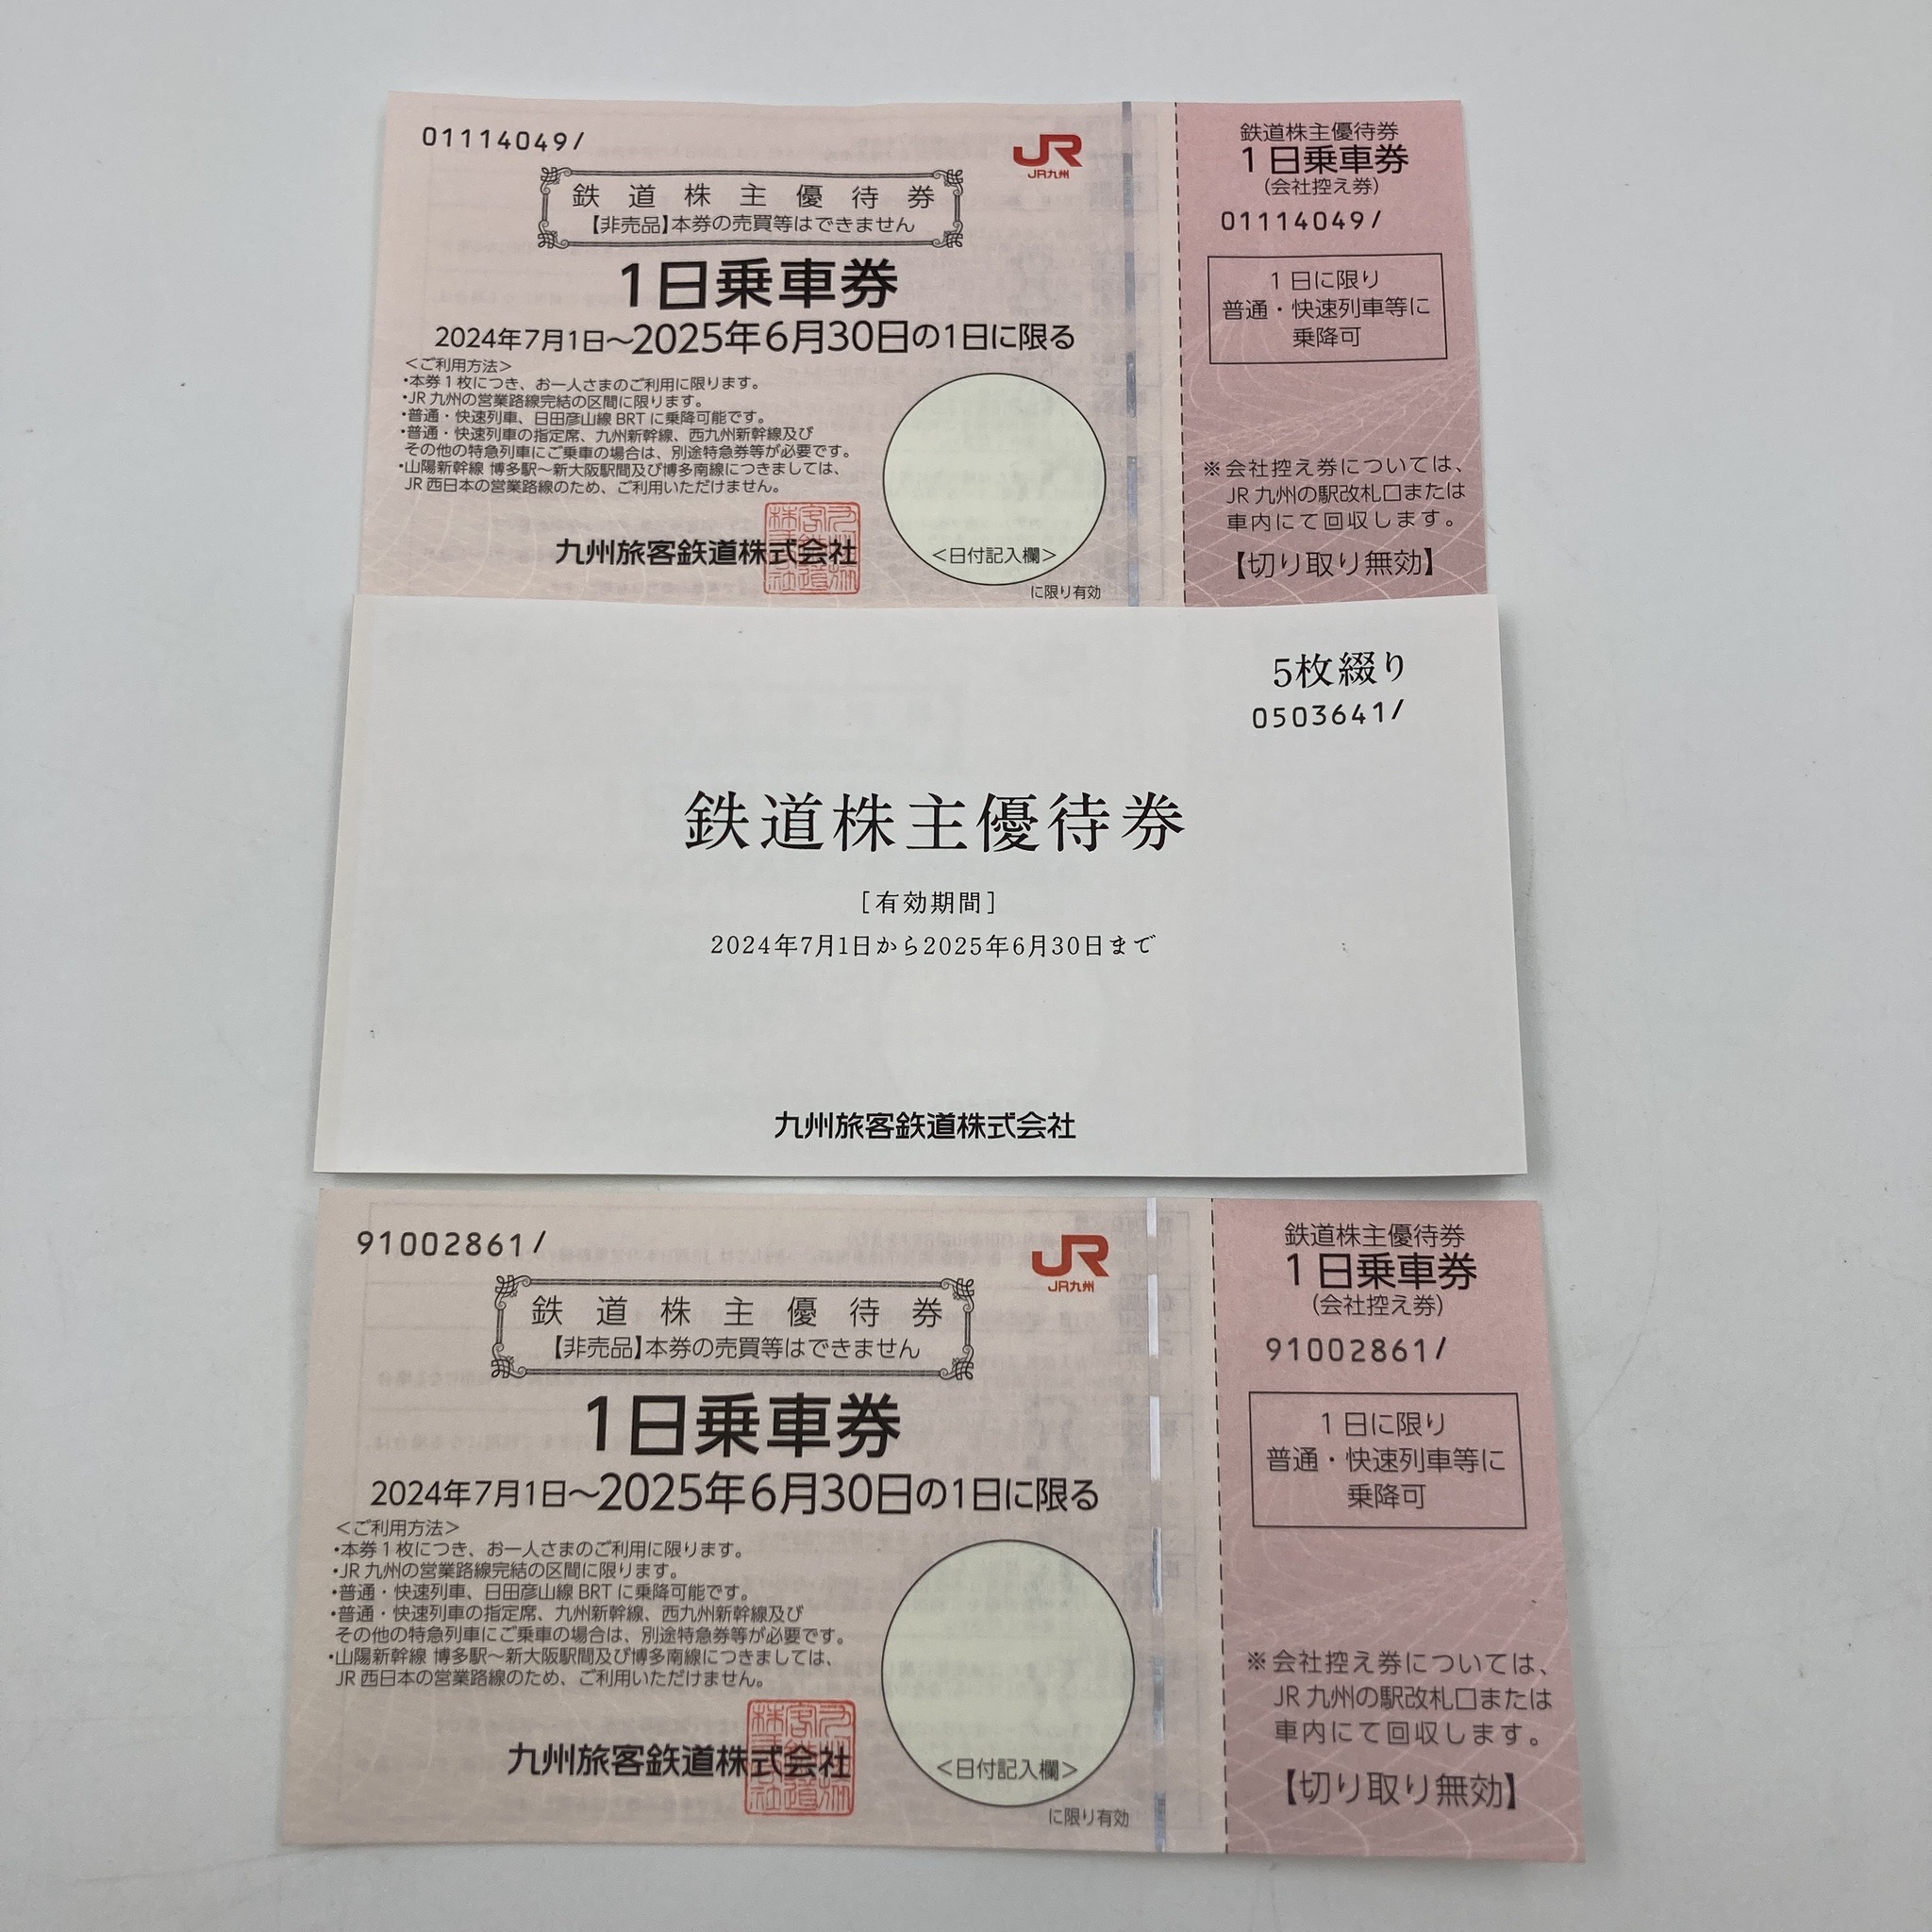 01114049/
JR
JR九州
鉄道株主優待券
【非売品】本券の売買等はできません
1日乗車券
2024年7月1日～2025年6月30日の1日に限る
＜ご利用方法＞
・本券1枚につき、お一人さまのご利用に限ります。
・JR九州の営業路線完結の区間に限ります。
・普通・快速列車、日田彦山線BRTに乗降可能です。
・普通・快速列車の指定席、九州新幹線、西九州新幹線及び
その他の特急列車にご乗車の場合は、別途特急券等が必要です。
・山陽新幹線 博多駅～新大阪駅間及び博多南線につきましては、
JR西日本の営業路線のため、ご利用いただけません。
九州旅客鉄道株式会社
＜日付記入欄＞
に限り有効
鉄道株主優待券
1日乗車券
(会社控え券)
01114049/
1日に限り
普通・快速列車等に
乗降可
※会社控え券については、
JR九州の駅改札口または
車内にて回収します。
【切り取り無効】
5枚綴り
0503641/
鉄道株主優待券
［有効期間］
2024年7月1日から2025年6月30日まで
九州旅客鉄道株式会社
91002861/
JR
JR九州
鉄道株主優待券
【非売品】本券の売買等はできません
1日乗車券
2024年7月1日～2025年6月30日の1日に限る
＜ご利用方法＞
・本券1枚につき、お一人さまのご利用に限ります。
・JR九州の営業路線完結の区間に限ります。
・普通・快速列車、日田彦山線BRTに乗降可能です。
・普通・快速列車の指定席、九州新幹線、西九州新幹線及び
その他の特急列車にご乗車の場合は、別途特急券等が必要です。
・山陽新幹線 博多駅～新大阪駅間及び博多南線につきましては、
JR西日本の営業路線のため、ご利用いただけません。
九州旅客鉄道株式会社
＜日付記入欄＞
に限り有効
鉄道株主優待券
1日乗車券
(会社控え券)
91002861/
1日に限り
普通・快速列車等に
乗降可
※会社控え券については、
JR九州の駅改札口または
車内にて回収します。
【切り取り無効】